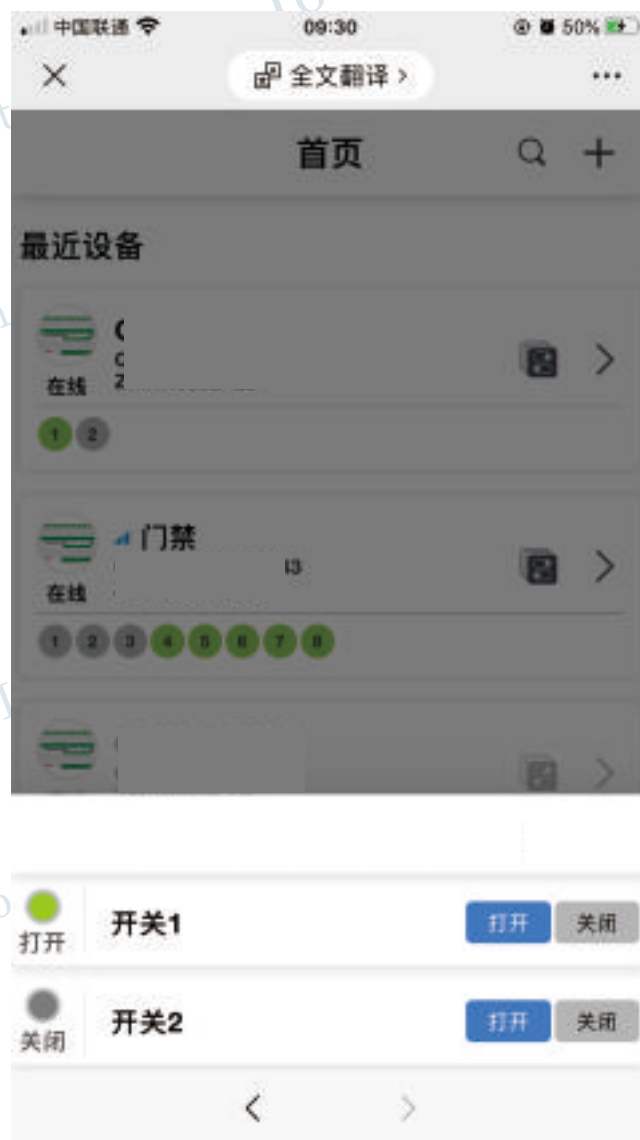 中国联通 09:30 50%
全文翻译
首页
最近设备
在线
1 2
门禁
在线
1 2 3 4 5 6 7 8
开关1 打开 关闭
打开
开关2 打开 关闭
关闭